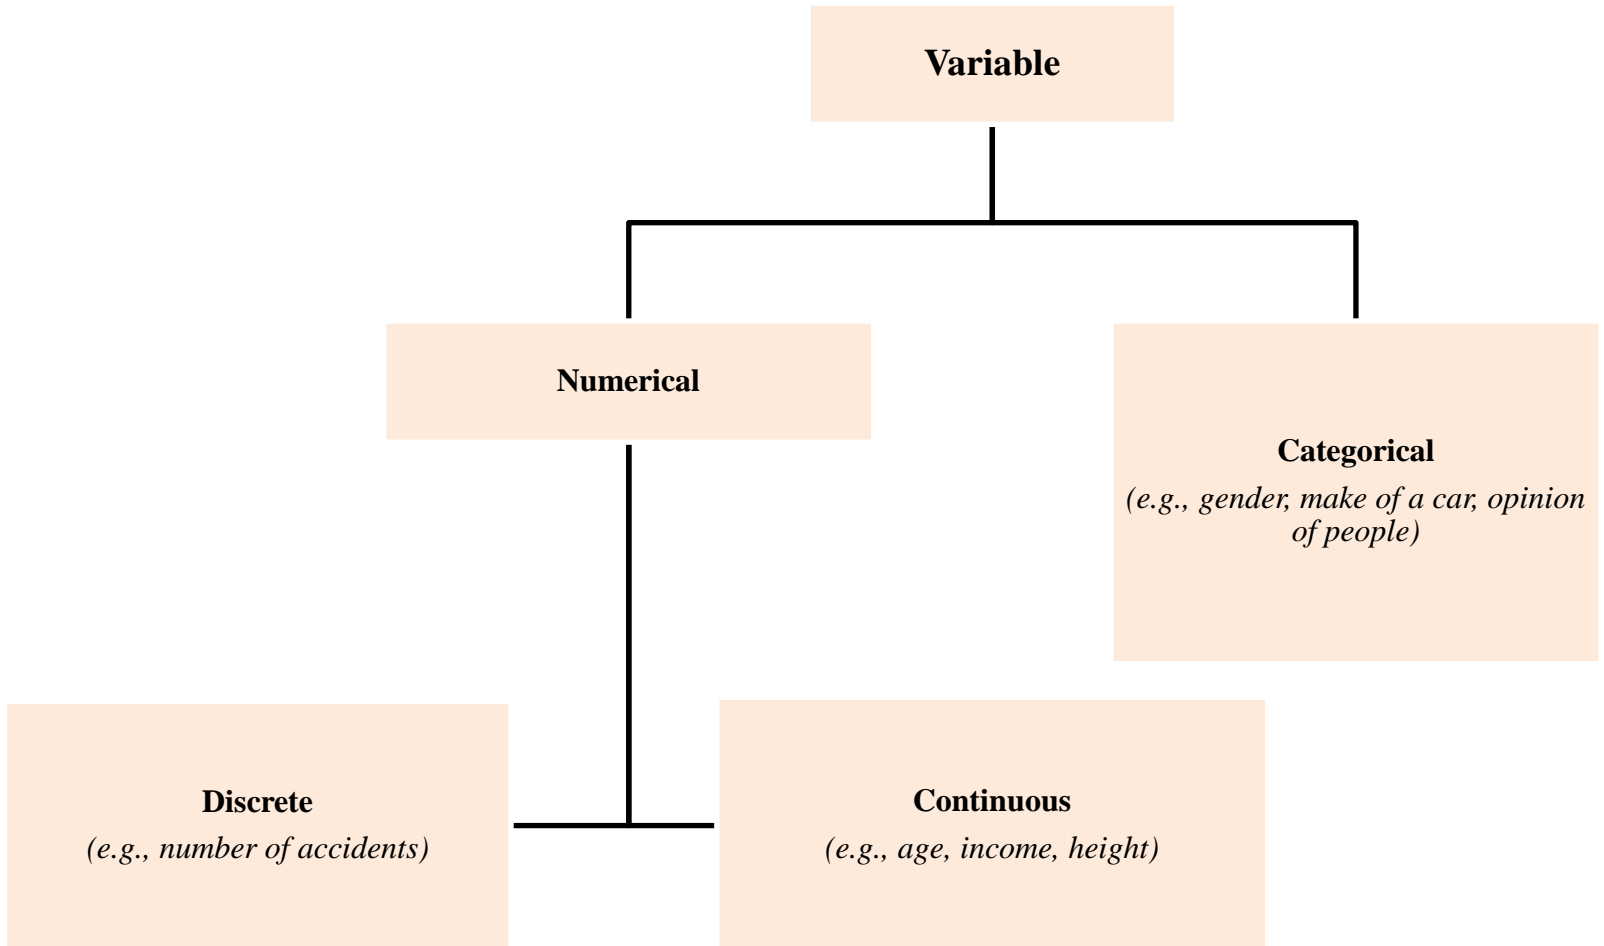 Variable
Numerical
Categorical
(e.g., gender, make of a car, opinion
of people)
Discrete
(e.g., number of accidents)
Continuous
(e.g., age, income, height)